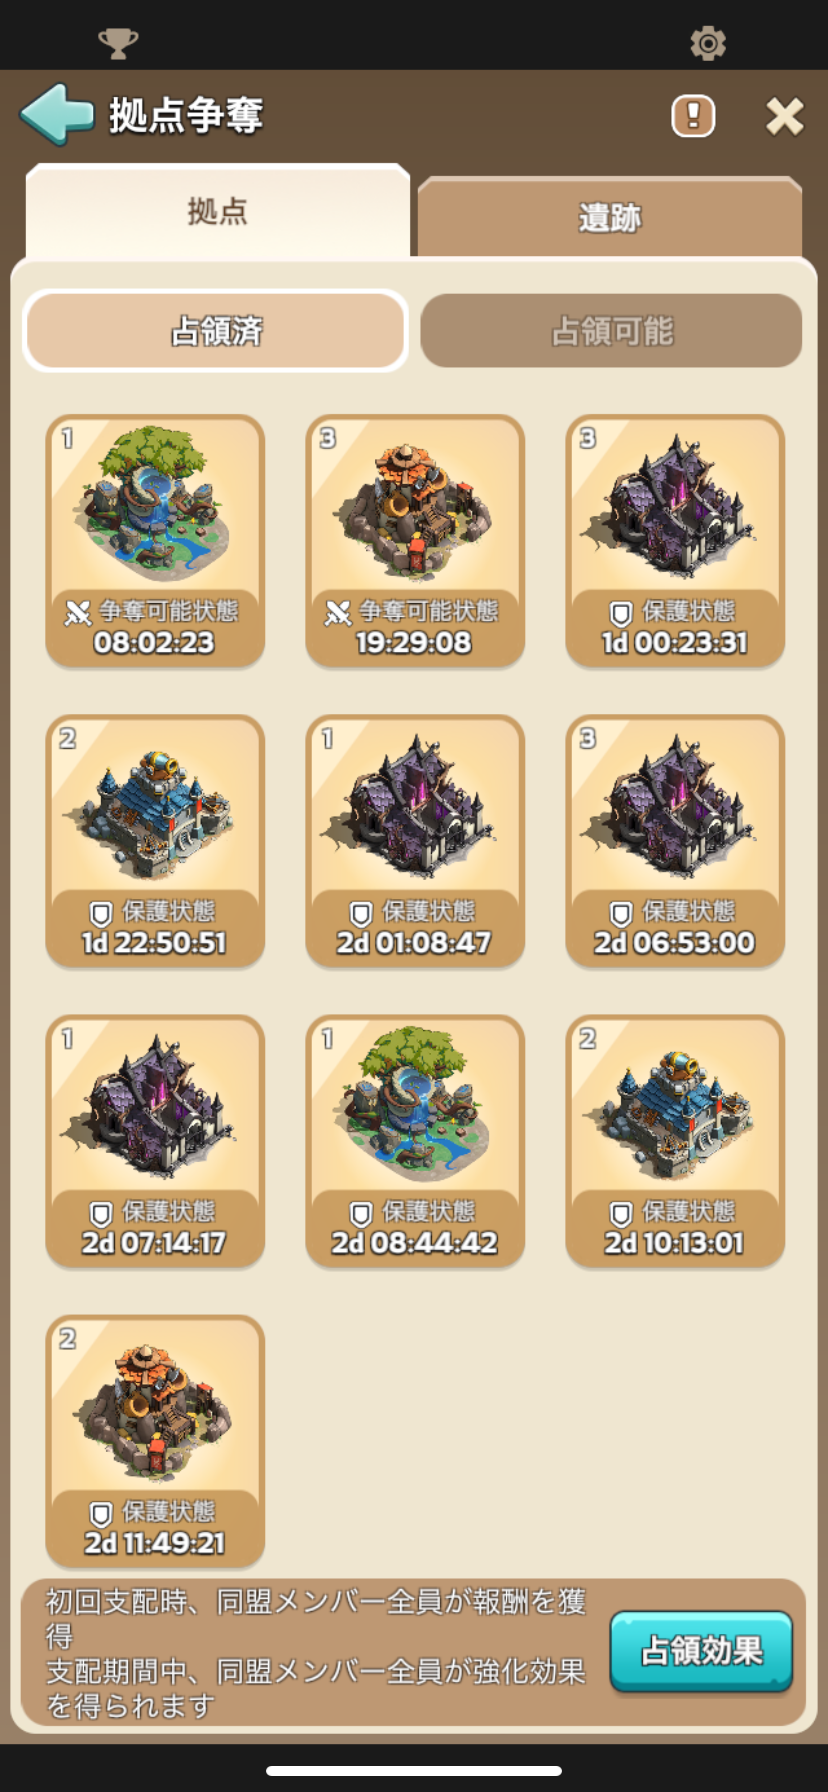 拠点争奪
拠点
遺跡
占領済
占領可能
1
3
3
争奪可能状態
08:02:23
争奪可能状態
19:29:08
保護状態
1d 00:23:31
2
1
3
保護状態
1d 22:50:51
保護状態
2d 01:08:47
保護状態
2d 06:53:00
1
1
2
保護状態
2d 07:14:17
保護状態
2d 08:44:42
保護状態
2d 10:13:01
2
保護状態
2d 11:49:21
初回支配時、同盟メンバー全員が報酬を獲
得
支配期間中、同盟メンバー全員が強化効果
を得られます
占領効果